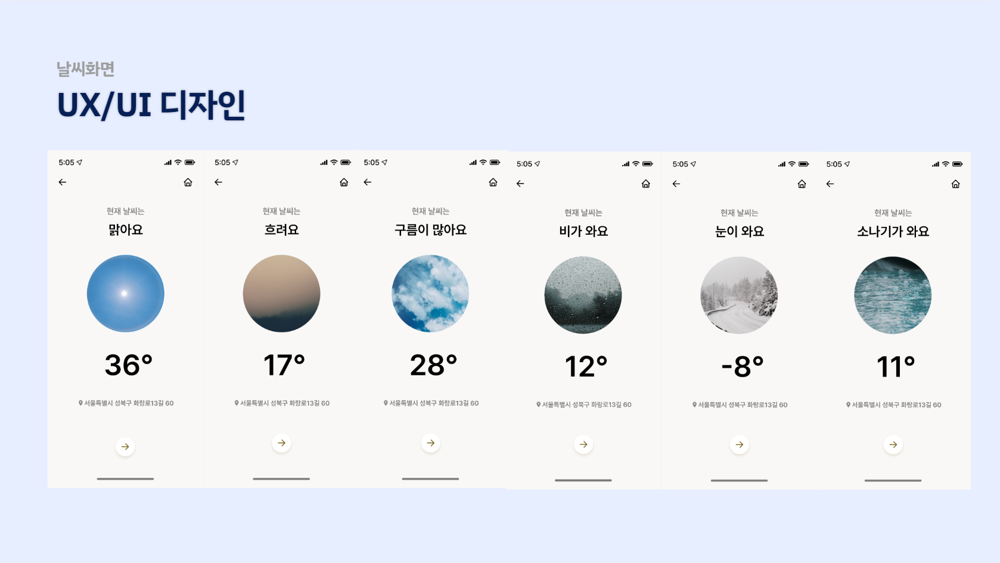 날씨화면
UX/UI 디자인
5:05
현재 날씨는
맑아요
36°
서울특별시 성북구 화랑로13길 60
5:05
현재 날씨는
흐려요
17°
서울특별시 성북구 화랑로13길 60
5:05
현재 날씨는
구름이 많아요
28°
서울특별시 성북구 화랑로13길 60
5:05
현재 날씨는
비가 와요
12°
서울특별시 성북구 화랑로13길 60
5:05
현재 날씨는
눈이 와요
-8°
서울특별시 성북구 화랑로13길 60
5:05
현재 날씨는
소나기가 와요
11°
서울특별시 성북구 화랑로13길 60